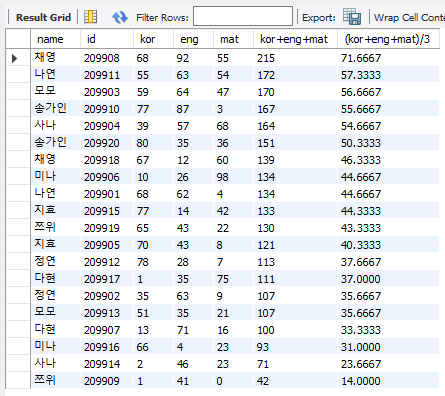 Result Grid Filter Rows: Export: Wrap Cell Conten
name id kor eng mat kor+eng+mat (kor+eng+mat)/3
채영 209908 68 92 55 215 71.6667
나연 209911 55 63 54 172 57.3333
모모 209903 59 64 47 170 56.6667
송가인 209910 77 87 3 167 55.6667
사나 209904 39 57 68 164 54.6667
송가인 209920 80 35 36 151 50.3333
채영 209918 67 12 60 139 46.3333
미나 209906 10 26 98 134 44.6667
나연 209901 68 62 4 134 44.6667
지효 209915 77 14 42 133 44.3333
쯔위 209919 65 43 22 130 43.3333
지효 209905 70 43 8 121 40.3333
정연 209912 78 28 7 113 37.6667
다현 209917 1 35 75 111 37.0000
정연 209902 35 63 9 107 35.6667
모모 209913 51 35 21 107 35.6667
다현 209907 13 71 16 100 33.3333
미나 209916 66 4 23 93 31.0000
사나 209914 2 46 23 71 23.6667
쯔위 209909 1 41 0 42 14.0000